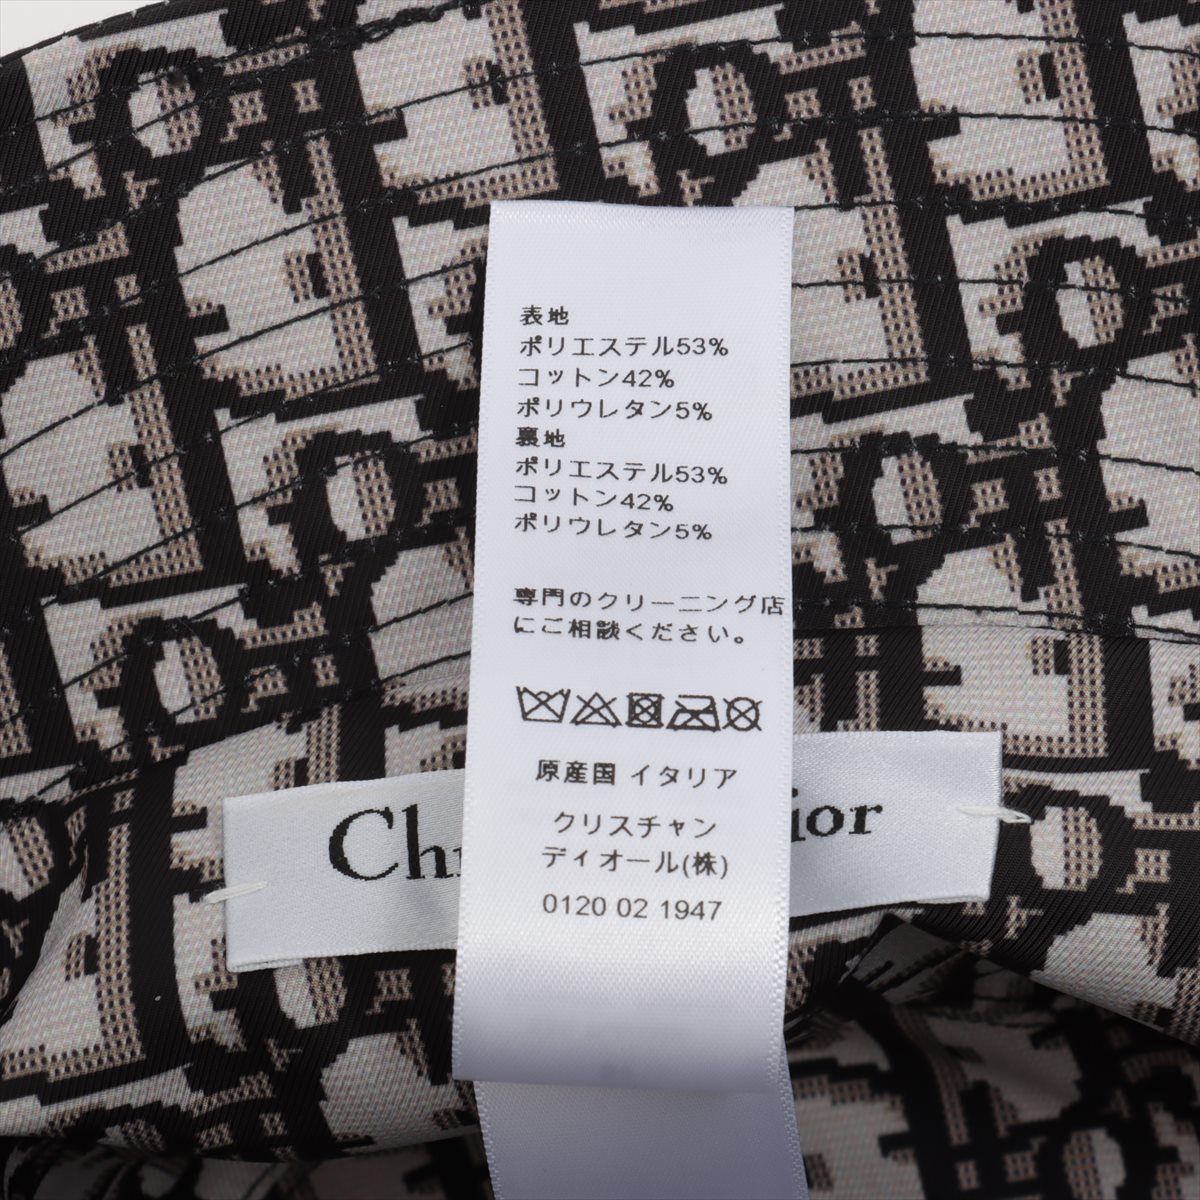 表地
ポリエステル53%
コットン42%
ポリウレタン5%
裏地
ポリエステル53%
コットン42%
ポリウレタン5%
専門のクリーニング店
にご相談ください。
原産国 イタリア
クリスチャン
ディオール(株)
0120 02 1947